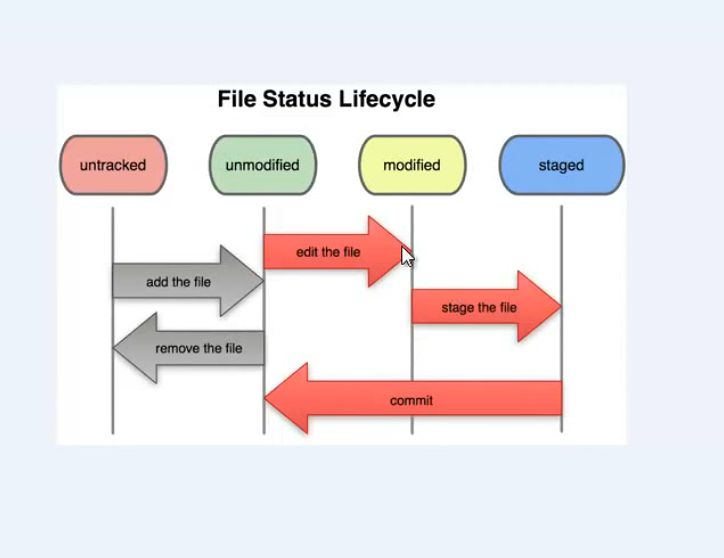 File Status Lifecycle
untracked
unmodified
modified
staged
edit the file
add the file
stage the file
remove the file
commit